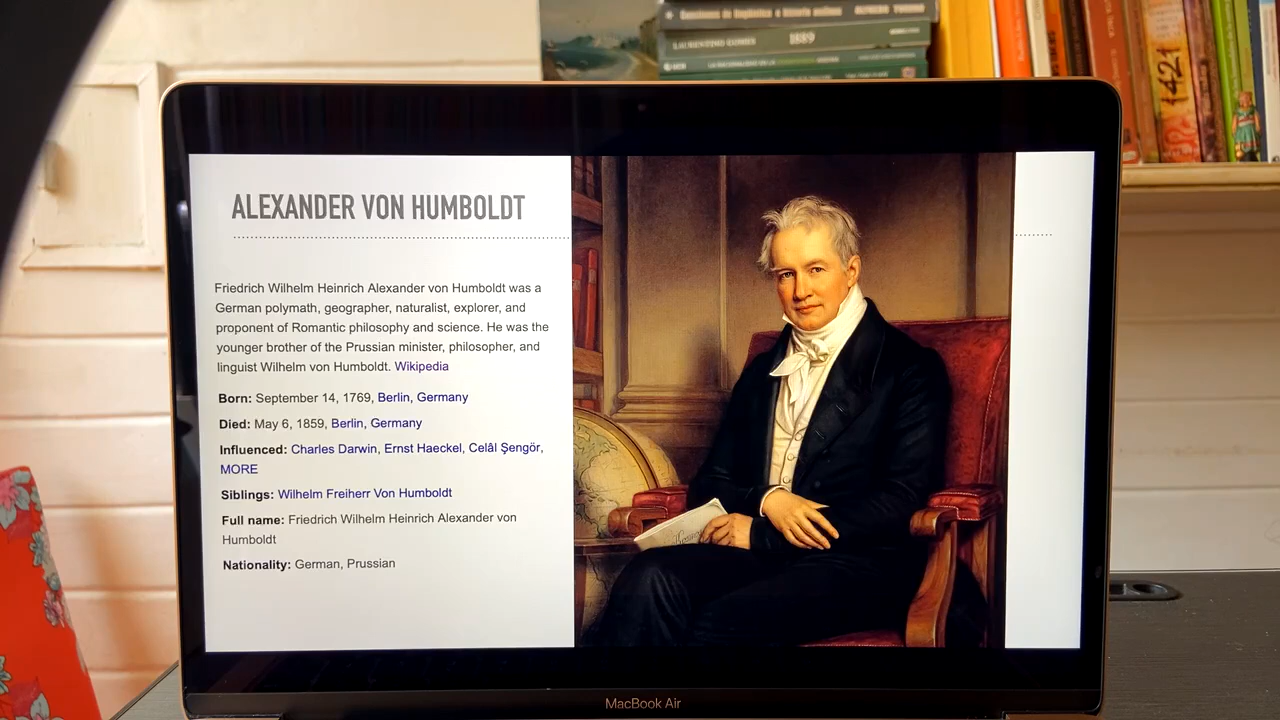 LAURENTINO GOMES 1889
1421
ALEXANDER VON HUMBOLDT
Friedrich Wilhelm Heinrich Alexander von Humboldt was a
German polymath, geographer, naturalist, explorer, and
proponent of Romantic philosophy and science. He was the
younger brother of the Prussian minister, philosopher, and
linguist Wilhelm von Humboldt. Wikipedia
Born: September 14, 1769, Berlin, Germany
Died: May 6, 1859, Berlin, Germany
Influenced: Charles Darwin, Ernst Haeckel, Celâl Şengör,
MORE
Siblings: Wilhelm Freiherr Von Humboldt
Full name: Friedrich Wilhelm Heinrich Alexander von
Humboldt
Nationality: German, Prussian
MacBook Air